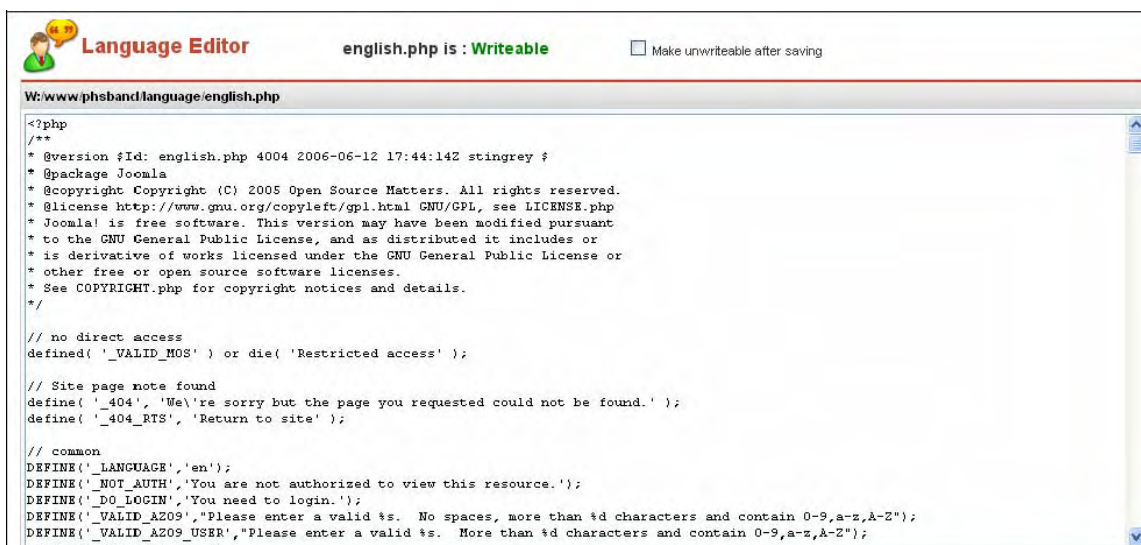 Language Editor english.php is : Writeable Make unwriteable after saving
W:/www/phsbancl/language/english.php
<?php
/**
* @version $Id: english.php 4004 2006-06-12 17:44:14Z stingrey $
* @package Joomla
* @copyright Copyright (C) 2005 Open Source Matters. All rights reserved.
* @license http://www.gnu.org/copyleft/gpl.html GNU/GPL, see LICENSE.php
* Joomla! is free software. This version may have been modified pursuant
* to the GNU General Public License, and as distributed it includes or
* is derivative of works licensed under the GNU General Public License or
* other free or open source software licenses.
* See COPYRIGHT.php for copyright notices and details.
*/
// no direct access
defined( '_VALID_MOS' ) or die( 'Restricted access' );
// Site page note found
define( '_404', 'We\'re sorry but the page you requested could not be found.' );
define( '_404_RTS', 'Return to site' );
// common
DEFINE('_LANGUAGE','en');
DEFINE('_NOT_AUTH','You are not authorized to view this resource.');
DEFINE('_DO_LOGIN','You need to login.');
DEFINE('_VALID_AZ09',"Please enter a valid %s.  No spaces, more than %d characters and contain 0-9,a-z,A-Z");
DEFINE('_VALID_AZ09_USER',"Please enter a valid %s.  More than %d characters and contain 0-9,a-z,A-Z");